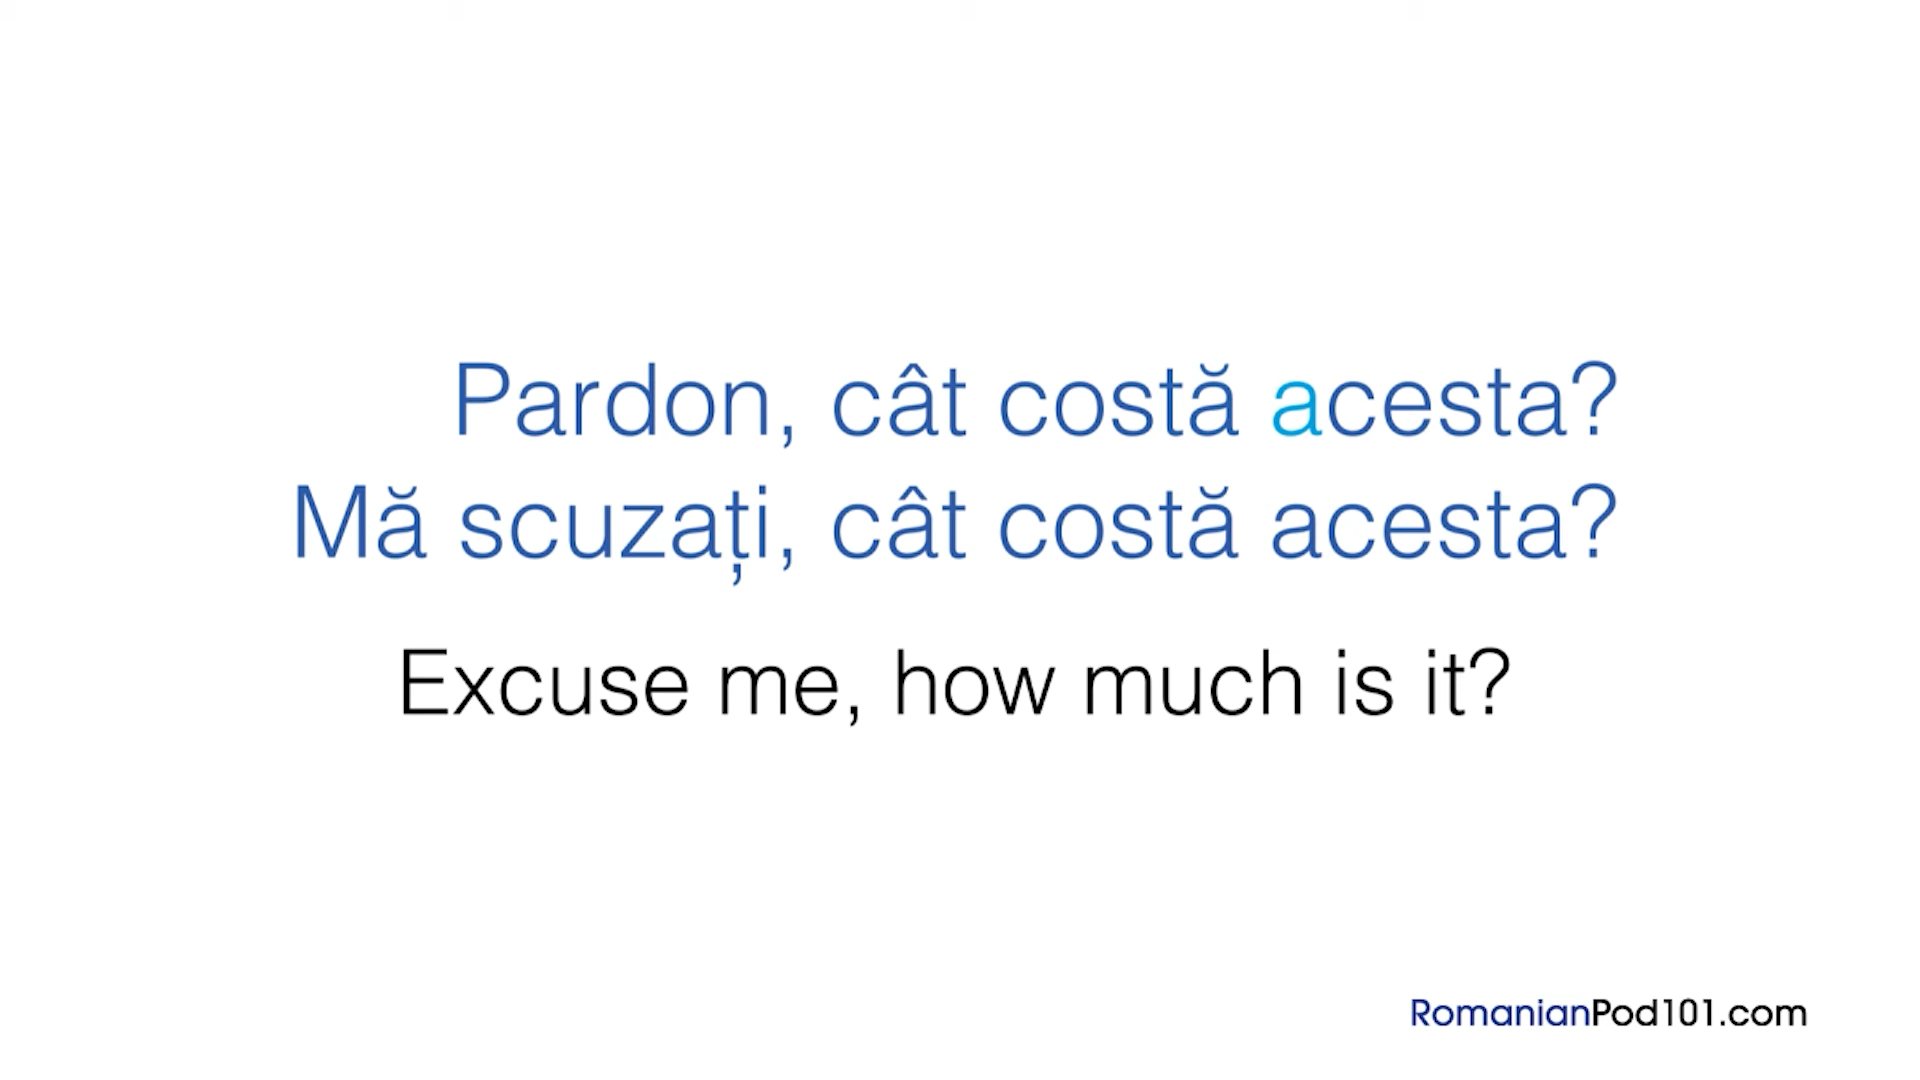 Pardon, cât costă acesta?
Mă scuzați, cât costă acesta?
Excuse me, how much is it?
RomanianPod101.com